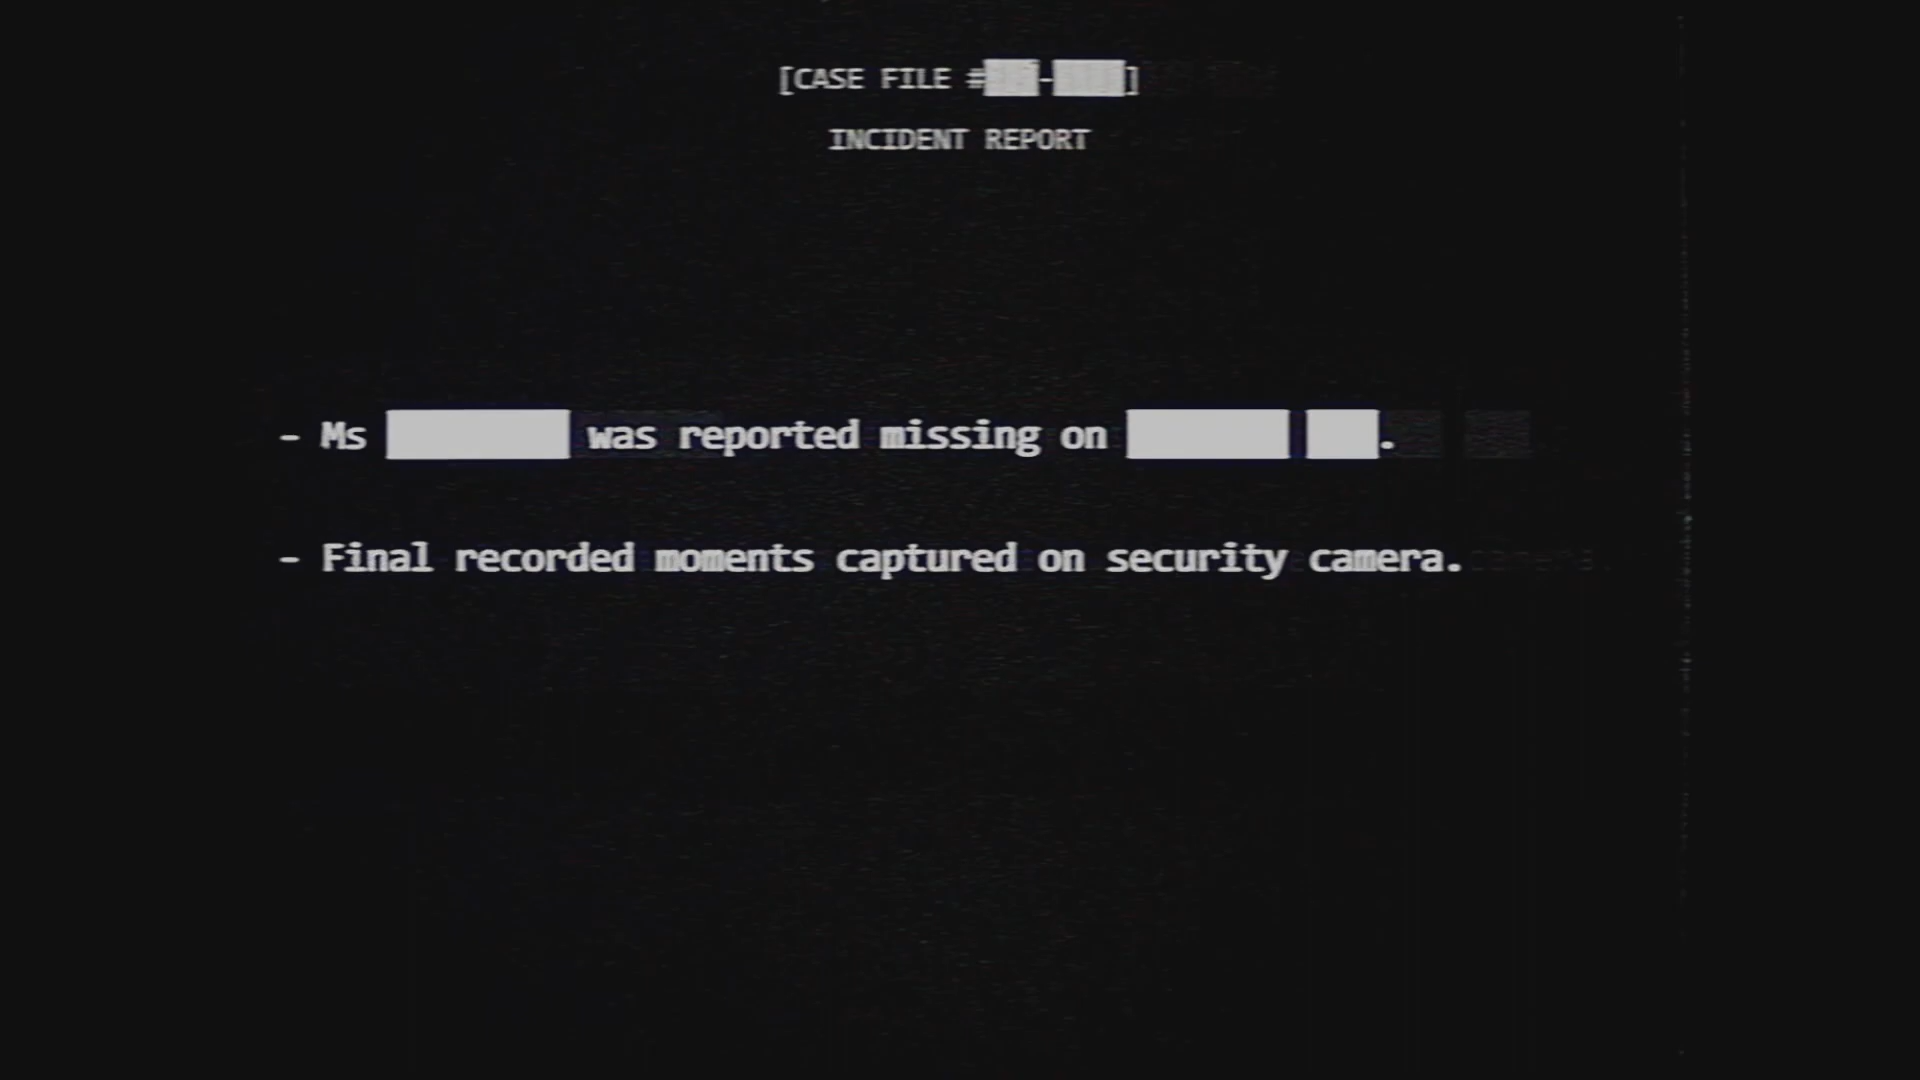 [CASE FILE #██-███]
INCIDENT REPORT
- Ms ████████ was reported missing on ███████ ███.
- Final recorded moments captured on security camera.